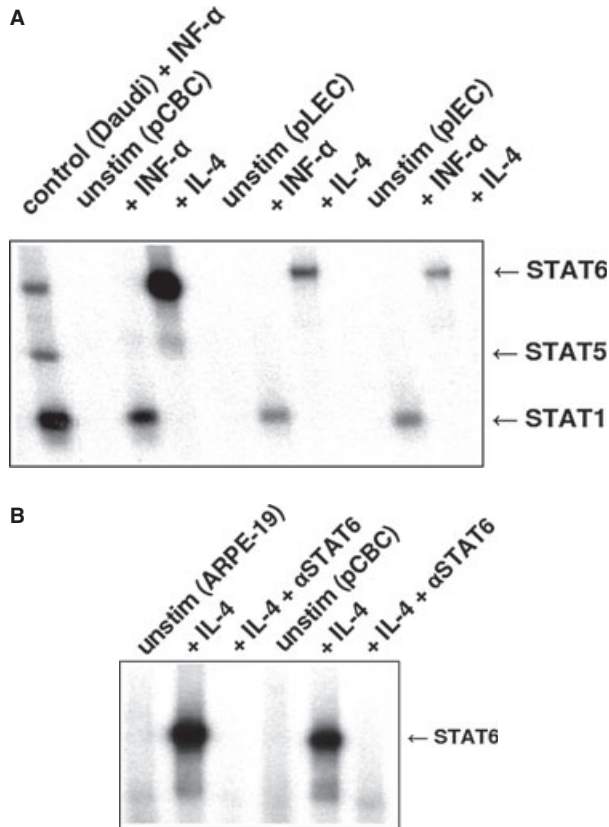 A
control (Daudi) + INF-α
unstim (pCBC)
+ INF-α
+ IL-4
unstim (pLEC)
+ INF-α
+ IL-4
unstim (pIEC)
+ INF-α
+ IL-4
← STAT6
← STAT5
← STAT1
B
unstim (ARPE-19)
+ IL-4
+ IL-4 + αSTAT6
unstim (pCBC)
+ IL-4
+ IL-4 + αSTAT6
← STAT6